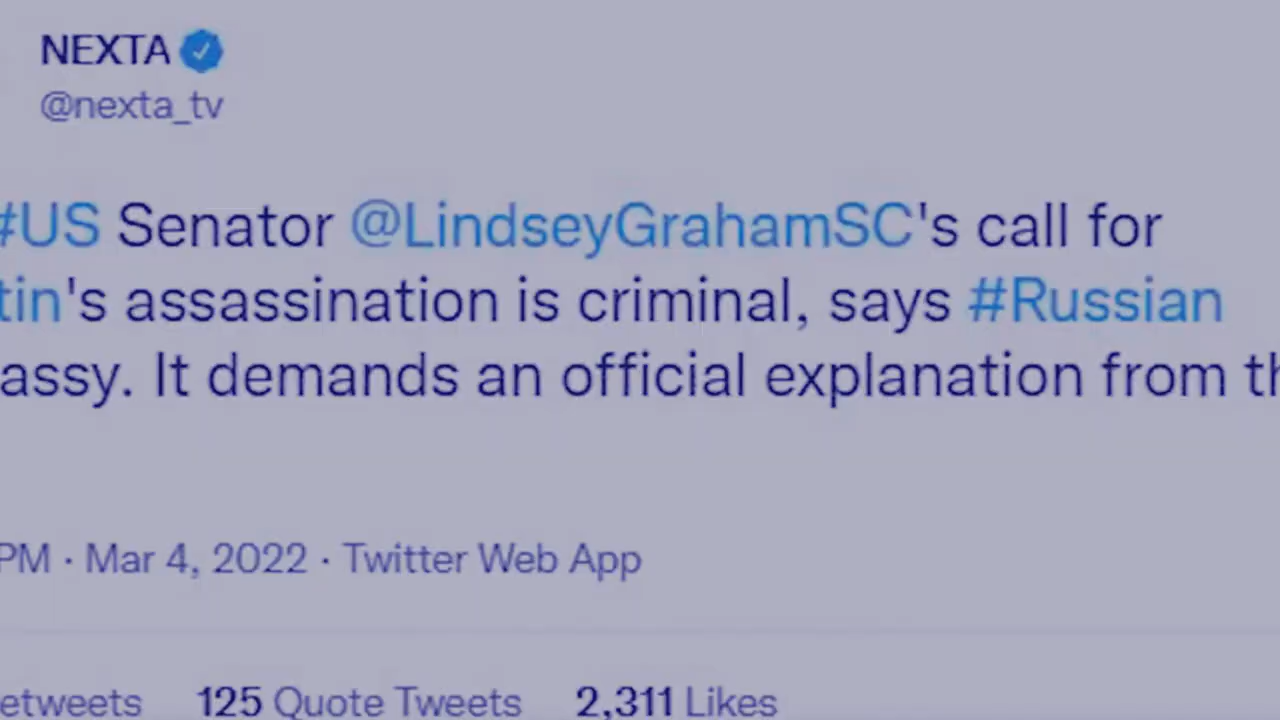 NEXTA
@nexta_tv
#US Senator @LindseyGrahamSC's call for
tin's assassination is criminal, says #Russian
assy. It demands an official explanation from th
PM · Mar 4, 2022 · Twitter Web App
etweets 125 Quote Tweets 2,311 Likes